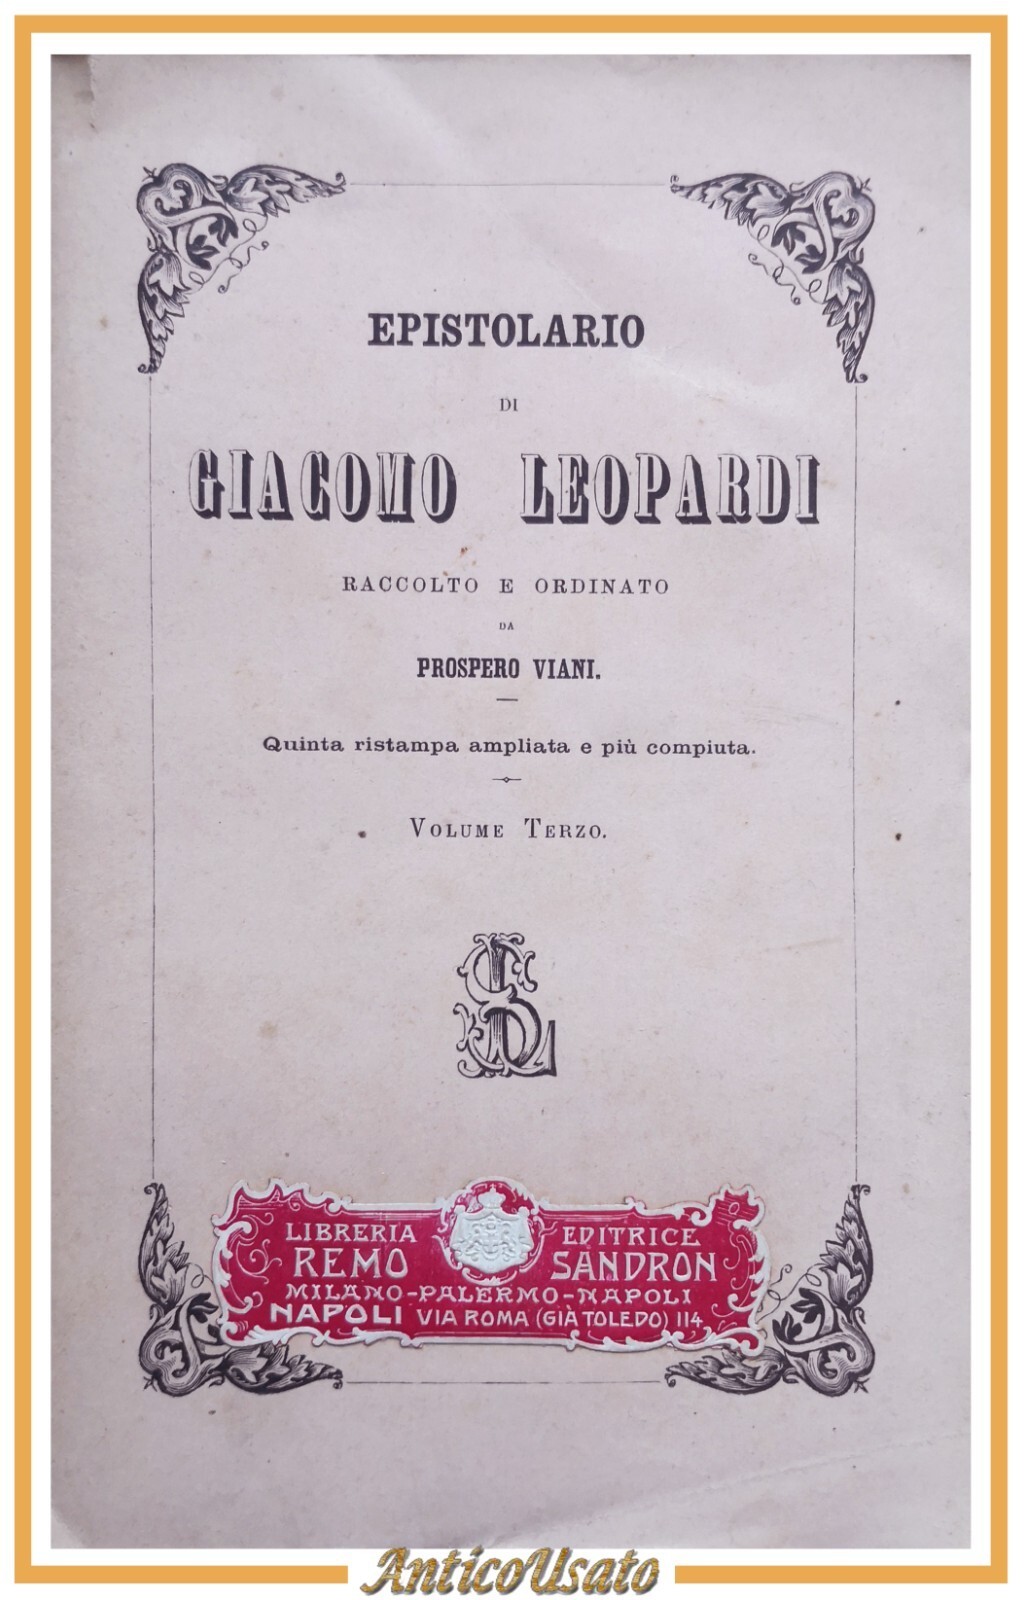 EPISTOLARIO
DI
GIACOMO LEOPARDI
RACCOLTO E ORDINATO
DA
PROSPERO VIANI.
Quinta ristampa ampliata e più compiuta.
VOLUME TERZO.
LIBRERIA EDITRICE
REMO SANDRON
MILANO-PALERMO-NAPOLI
NAPOLI VIA ROMA (GIÀ TOLEDO) 114
AnticoUsato